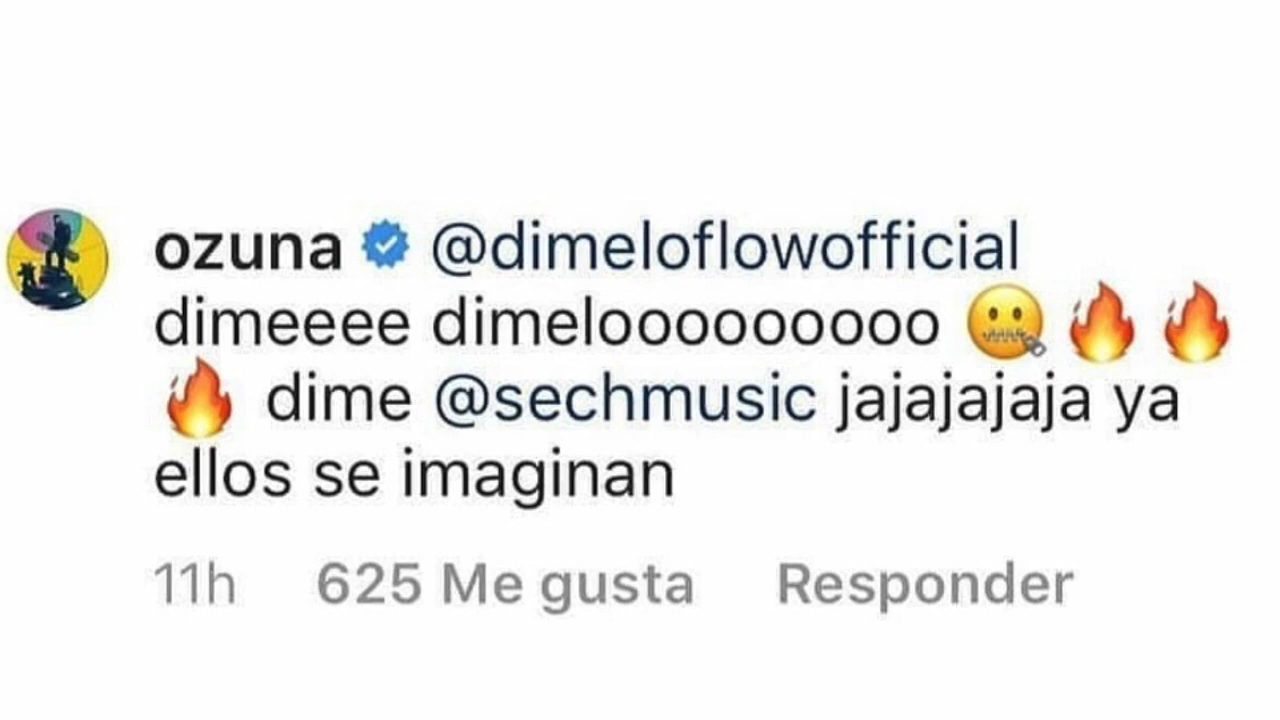 ozuna @dimeloflowofficial
dimeeee dimelooooooooo 🤐🔥🔥
🔥 dime @sechmusic jajajajaja ya
ellos se imaginan
11h 625 Me gusta Responder